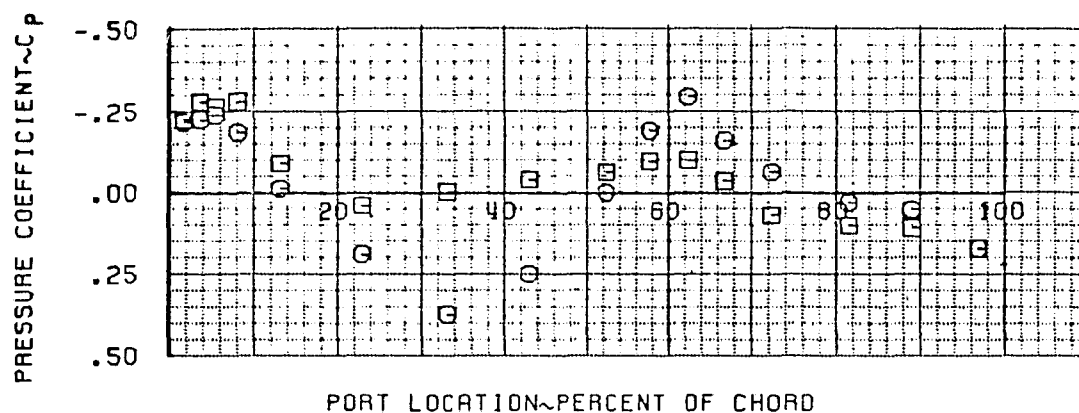 PRESSURE COEFFICIENT~Cp
-.50
-.25
.00
.25
.50
20 40 60 80 100
PORT LOCATION~PERCENT OF CHORD